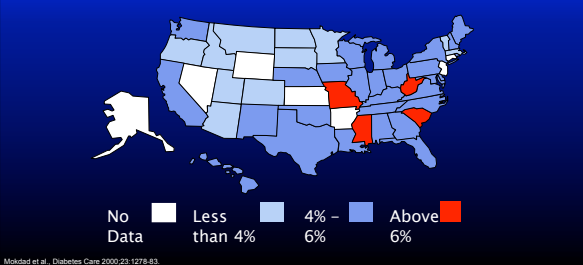 No Data
Less than 4%
4% – 6%
Above 6%
Mokdad et al., Diabetes Care 2000;23:1278-83.